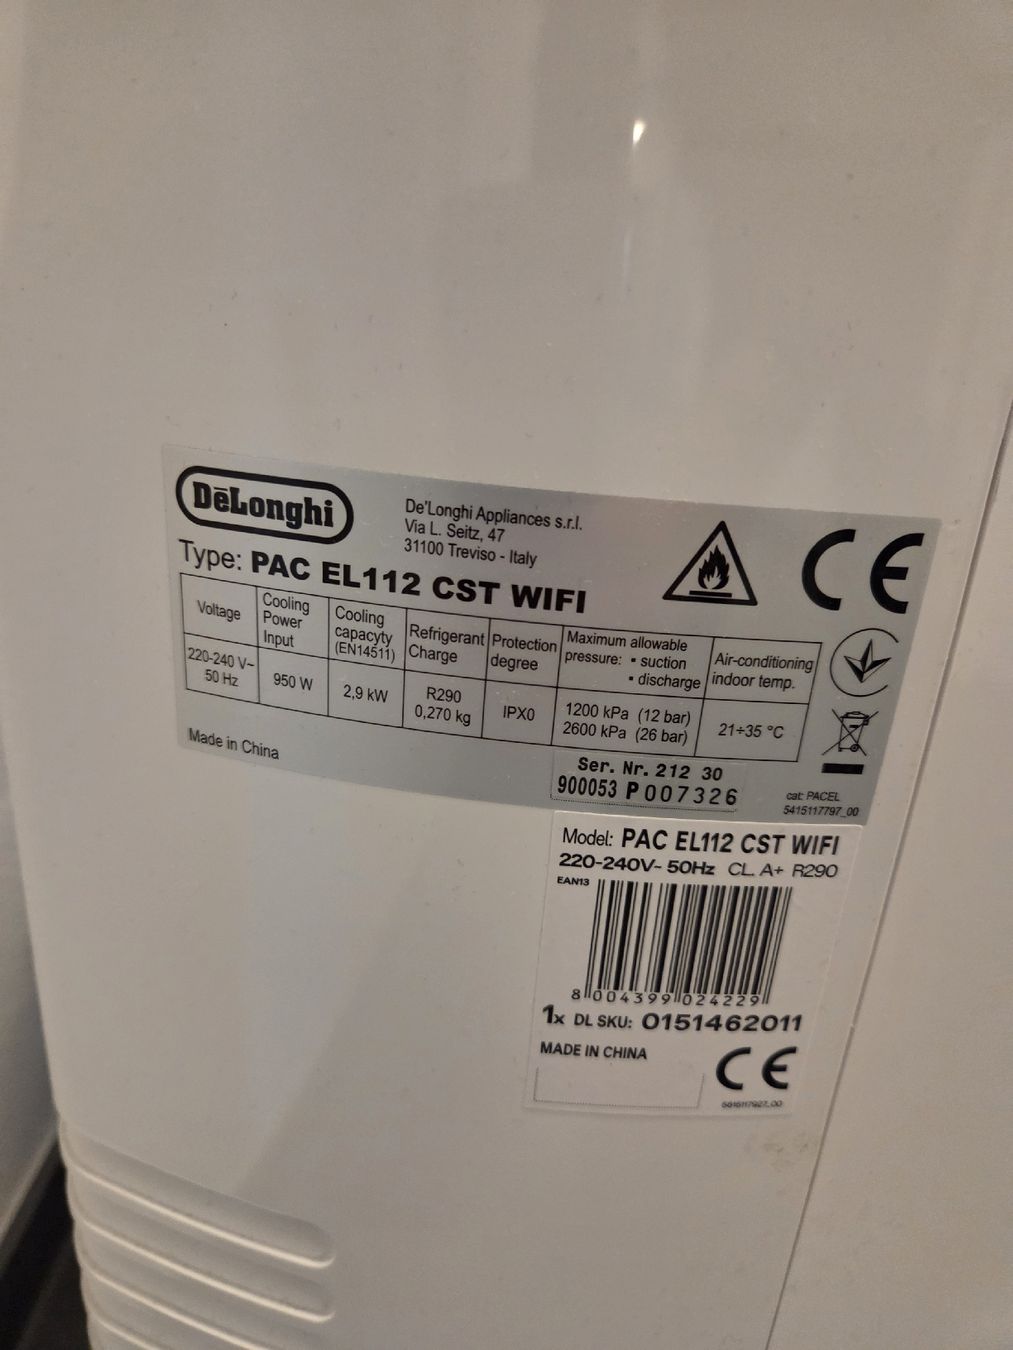 DēLonghi
De'Longhi Appliances s.r.l.
Via L. Seitz, 47
31100 Treviso - Italy
Type: PAC EL112 CST WIFI
CE
Voltage
220-240 V~
50 Hz
Cooling
Power
Input
950 W
Cooling
capacyty
(EN14511)
2,9 kW
Refrigerant
Charge
R290
0,270 kg
Protection
degree
IPX0
Maximum allowable
pressure: • suction
• discharge
1200 kPa (12 bar)
2600 kPa (26 bar)
Air-conditioning
indoor temp.
21÷35 °C
Made in China
Ser. Nr. 212 30
900053 P 007326
cat: PACEL
5415117797_00
Model: PAC EL112 CST WIFI
220-240V~ 50Hz CL. A+ R290
EAN13
8 004399 024229
1x DL SKU: 0151462011
MADE IN CHINA
CE